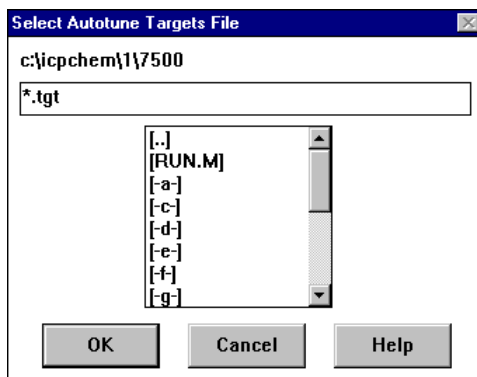 Select Autotune Targets File
c:\icpchem\1\7500
*.tgt
[..]
[RUN.M]
[-a-]
[-c-]
[-d-]
[-e-]
[-f-]
[-g-]
OK Cancel Help